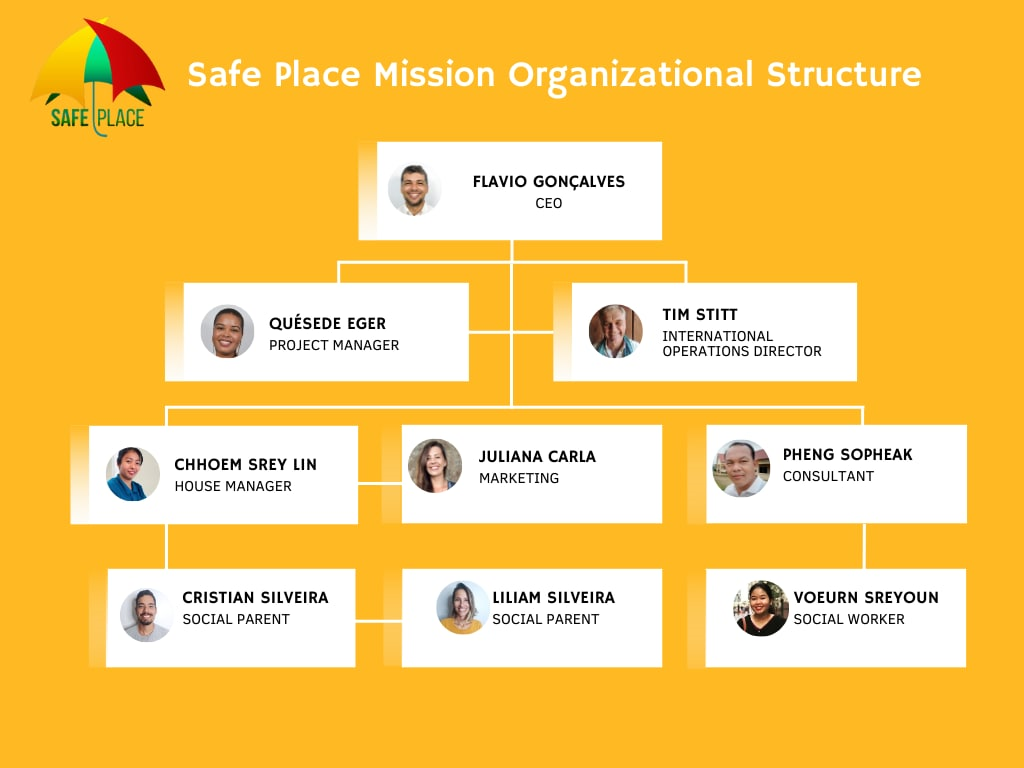 Safe Place Mission Organizational Structure
SAFE PLACE
FLAVIO GONÇALVES
CEO
QUÉSEDE EGER
PROJECT MANAGER
TIM STITT
INTERNATIONAL
OPERATIONS DIRECTOR
CHHOEM SREY LIN
HOUSE MANAGER
JULIANA CARLA
MARKETING
PHENG SOPHEAK
CONSULTANT
CRISTIAN SILVEIRA
SOCIAL PARENT
LILIAM SILVEIRA
SOCIAL PARENT
VOEURN SREYOUN
SOCIAL WORKER